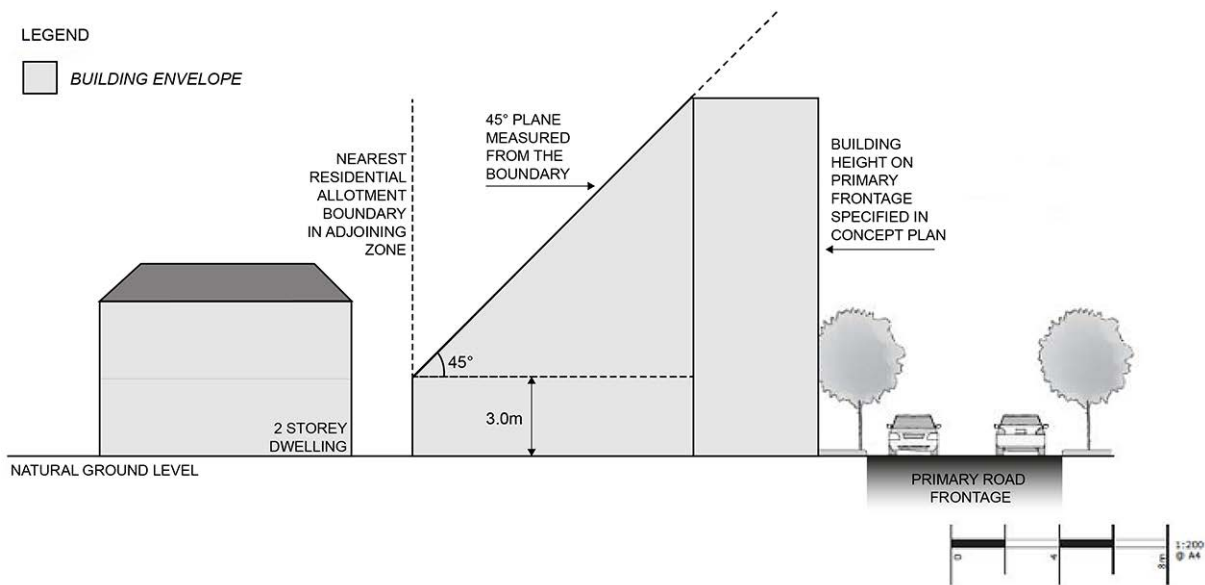 LEGEND
BUILDING ENVELOPE
NEAREST
RESIDENTIAL
ALLOTMENT
BOUNDARY
IN ADJOINING
ZONE
45° PLANE
MEASURED
FROM THE
BOUNDARY
BUILDING
HEIGHT ON
PRIMARY
FRONTAGE
SPECIFIED IN
CONCEPT PLAN
45°
3.0m
2 STOREY
DWELLING
NATURAL GROUND LEVEL
PRIMARY ROAD
FRONTAGE
0
4
8m
1:200
@ A4